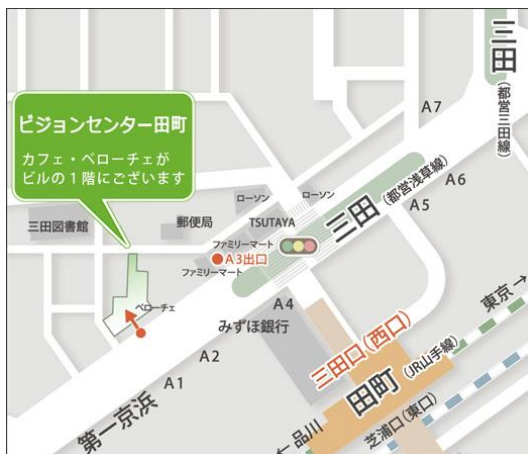 三田
(都営三田線)
A7
ビジョンセンター田町
カフェ・ベローチェが
ビルの1階にございます
A6
A5
ローソン
ローソン
三田図書館
郵便局
TSUTAYA
三田
(都営浅草線)
ファミリーマート
A3出口
ファミリーマート
ベローチェ
A4
みずほ銀行
A2
A1
第一京浜
三田口(西口)
田町
(JR山手線)
東京→
←品川
芝浦口(東口)